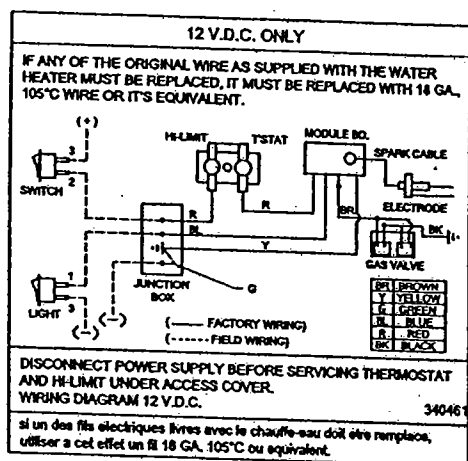 12 V.D.C. ONLY
IF ANY OF THE ORIGINAL WIRE AS SUPPLIED WITH THE WATER
HEATER MUST BE REPLACED, IT MUST BE REPLACED WITH 18 GA.,
105°C WIRE OR IT'S EQUIVALENT.
(+)
HI-LIMIT
T'STAT
MODULE BD.
3
SPARK CABLE
SWITCH
2
R
R
BR
ELECTRODE
BL
BK
Y
GAS VALVE
1
JUNCTION
BOX
G
LIGHT
3
(—)
(—)
(—— FACTORY WIRING)
(------ FIELD WIRING)
BR BROWN
Y YELLOW
G GREEN
BL BLUE
R RED
BK BLACK
DISCONNECT POWER SUPPLY BEFORE SERVICING THERMOSTAT
AND HI-LIMIT UNDER ACCESS COVER.
WIRING DIAGRAM 12 V.D.C.
340461
si un des fils electriques livres avec le chauffe-eau doit être remplace,
utiliser a cet effet un fil 18 GA. 105°C ou equivalent.